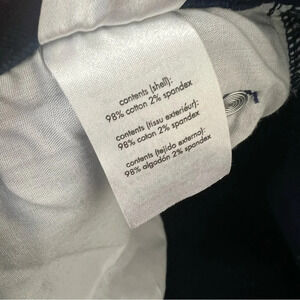 contents (shell):
98% cotton 2% spandex
contents (tissu extérieur):
98% coton 2% spandex
contents (tejido externo):
98% algodón 2% spandex